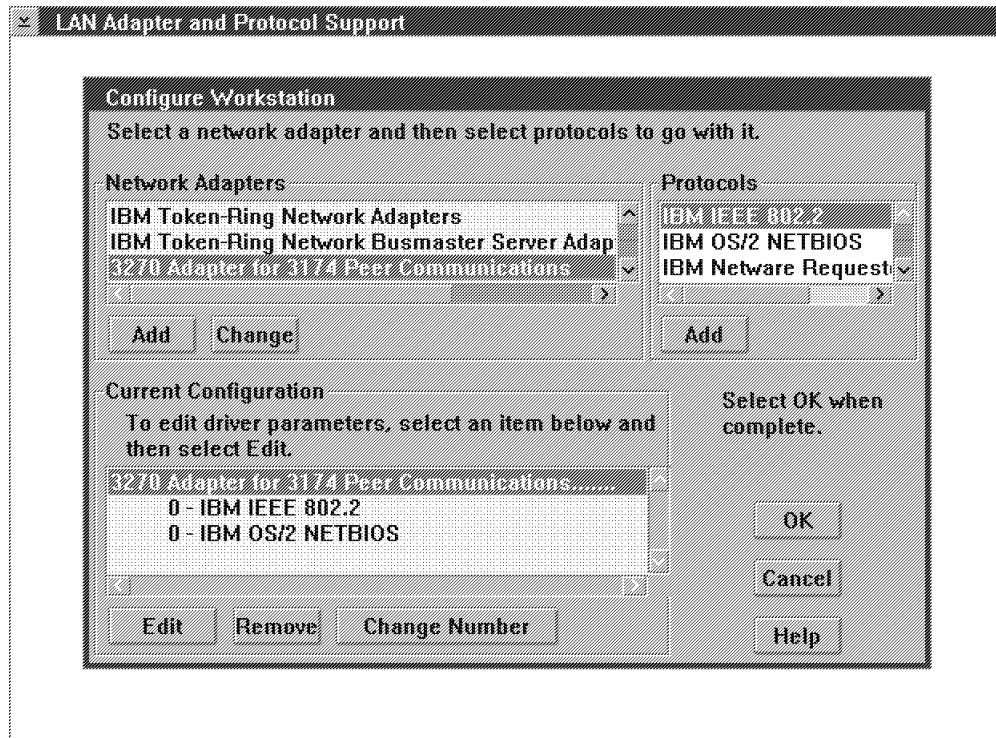 LAN Adapter and Protocol Support
Configure Workstation
Select a network adapter and then select protocols to go with it.
Network Adapters
IBM Token-Ring Network Adapters
IBM Token-Ring Network Busmaster Server Adap
3270 Adapter for 3174 Peer Communications
Add Change
Protocols
IBM IEEE 802.2
IBM OS/2 NETBIOS
IBM Netware Request
Add
Current Configuration
To edit driver parameters, select an item below and
then select Edit.
3270 Adapter for 3174 Peer Communications.......
0 - IBM IEEE 802.2
0 - IBM OS/2 NETBIOS
Edit Remove Change Number
Select OK when
complete.
OK
Cancel
Help